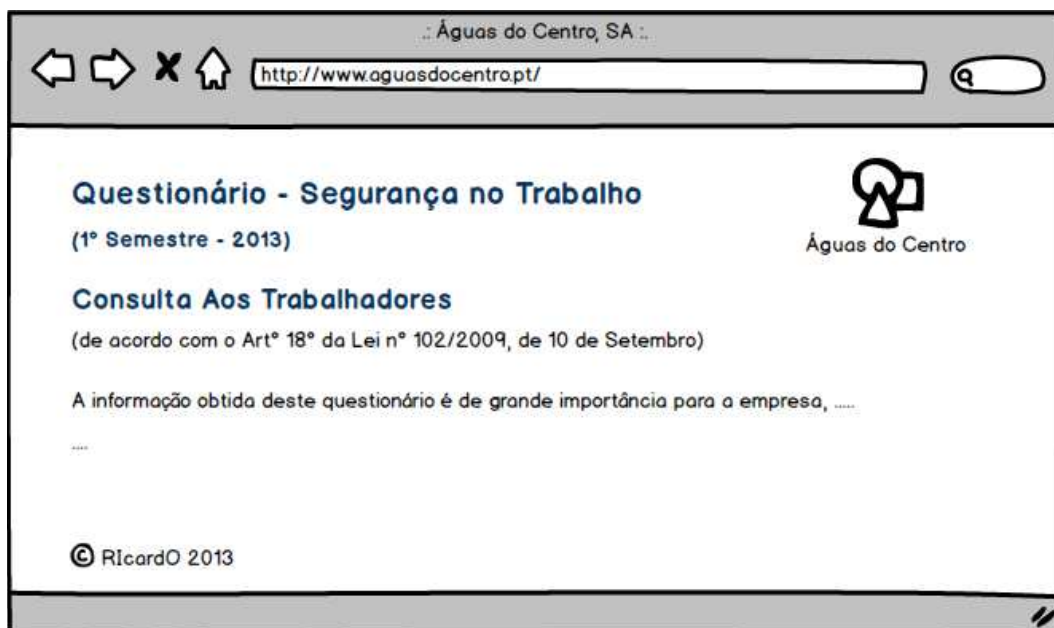 .: Águas do Centro, SA :.
http://www.aguasdocentro.pt/
Questionário - Segurança no Trabalho
(1º Semestre - 2013)
Águas do Centro
Consulta Aos Trabalhadores
(de acordo com o Artº 18º da Lei nº 102/2009, de 10 de Setembro)
A informação obtida deste questionário é de grande importância para a empresa, .....
....
© RIcardO 2013